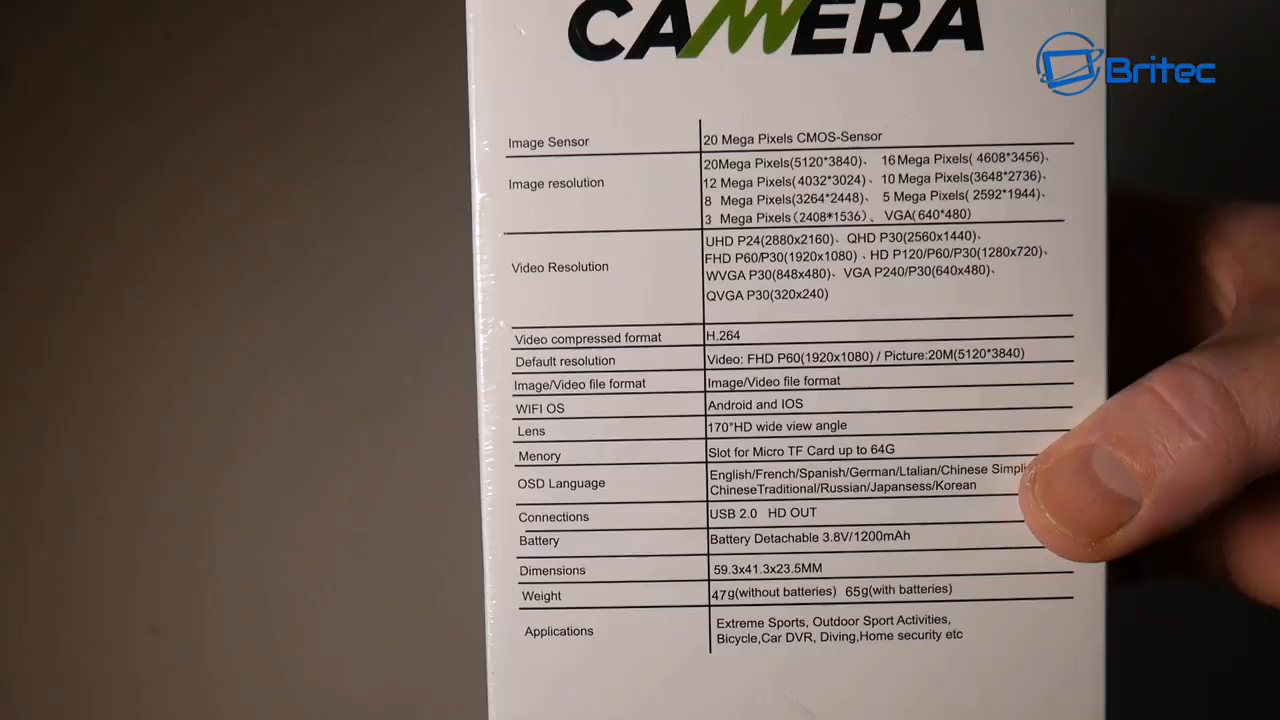 CAMERA
Britec
Image Sensor 20 Mega Pixels CMOS-Sensor
Image resolution 20Mega Pixels(5120*3840)、 16Mega Pixels( 4608*3456)、
12 Mega Pixels(4032*3024)、 10 Mega Pixels(3648*2736)、
8 Mega Pixels(3264*2448)、 5 Mega Pixels( 2592*1944)、
3 Mega Pixels(2408*1536)、 VGA(640*480)
Video Resolution UHD P24(2880x2160)、 QHD P30(2560x1440)、
FHD P60/P30(1920x1080) 、HD P120/P60/P30(1280x720)、
WVGA P30(848x480)、 VGA P240/P30(640x480)、
QVGA P30(320x240)
Video compressed format H.264
Default resolution Video: FHD P60(1920x1080) / Picture:20M(5120*3840)
Image/Video file format Image/Video file format
WIFI OS Android and IOS
Lens 170°HD wide view angle
Menory Slot for Micro TF Card up to 64G
OSD Language English/French/Spanish/German/Ltalian/Chinese Simpli
ChineseTraditional/Russian/Japansess/Korean
Connections USB 2.0 HD OUT
Battery Battery Detachable 3.8V/1200mAh
Dimensions 59.3x41.3x23.5MM
Weight 47g(without batteries) 65g(with batteries)
Applications Extreme Sports, Outdoor Sport Activities,
Bicycle,Car DVR, Diving,Home security etc